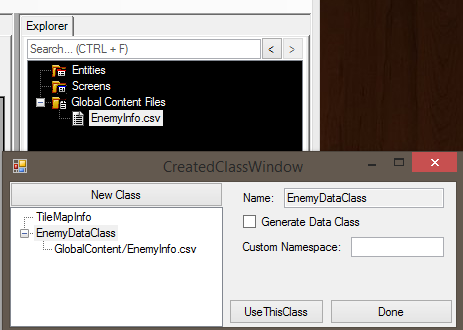 Explorer
Search... (CTRL + F)
<
>
Entities
Screens
Global Content Files
EnemyInfo.csv
CreatedClassWindow
New Class
TileMapInfo
EnemyDataClass
GlobalContent/EnemyInfo.csv
Name: EnemyDataClass
Generate Data Class
Custom Namespace:
UseThisClass
Done